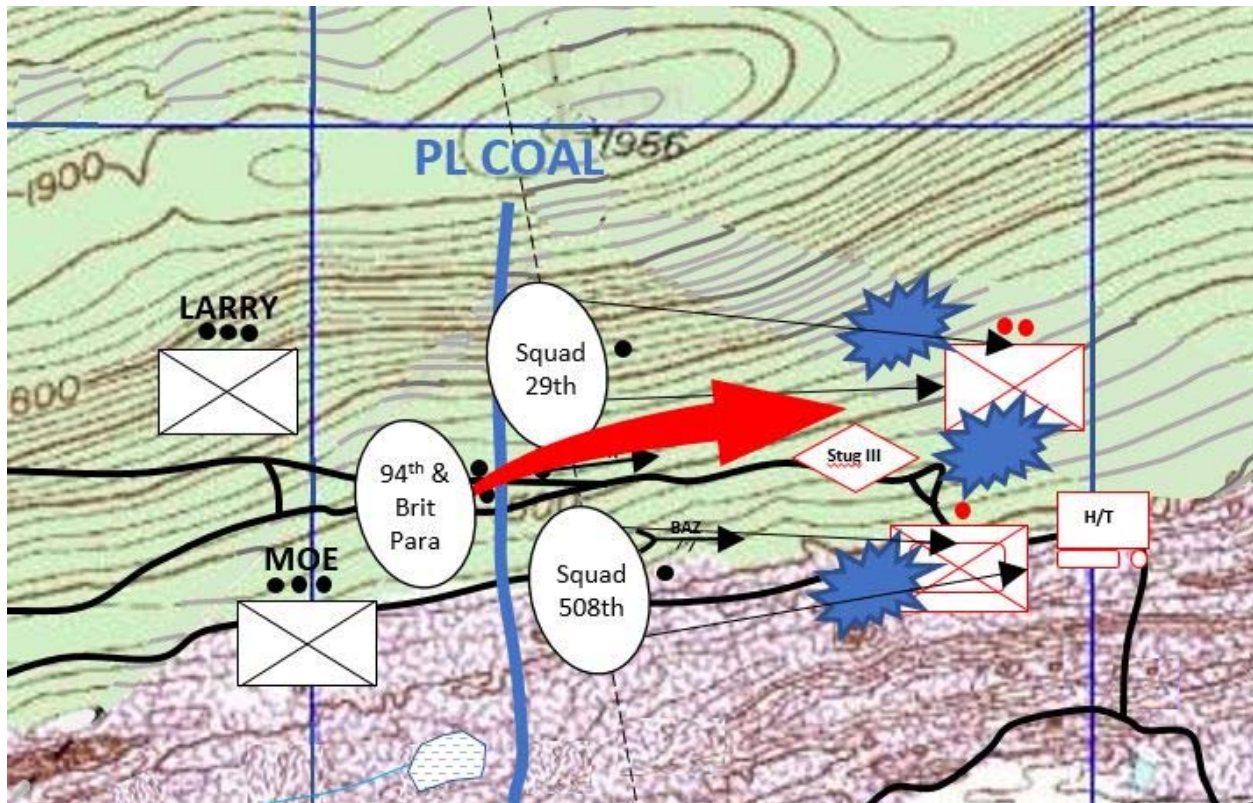 PL COAL
1956
1900
LARRY
Squad
29th
600
94th &
Brit
Para
Stug III
H/T
BAZ
MOE
Squad
508th